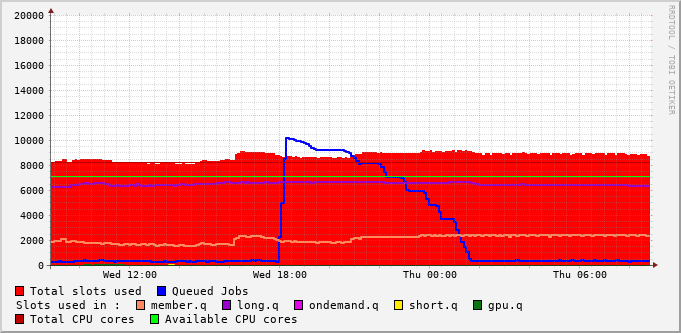 RRDTOOL / TOBI OETIKER
20000
18000
16000
14000
12000
10000
8000
6000
4000
2000
0
Wed 12:00 Wed 18:00 Thu 00:00 Thu 06:00
Total slots used Queued Jobs
Slots used in : member.q long.q ondemand.q short.q gpu.q
Total CPU cores Available CPU cores